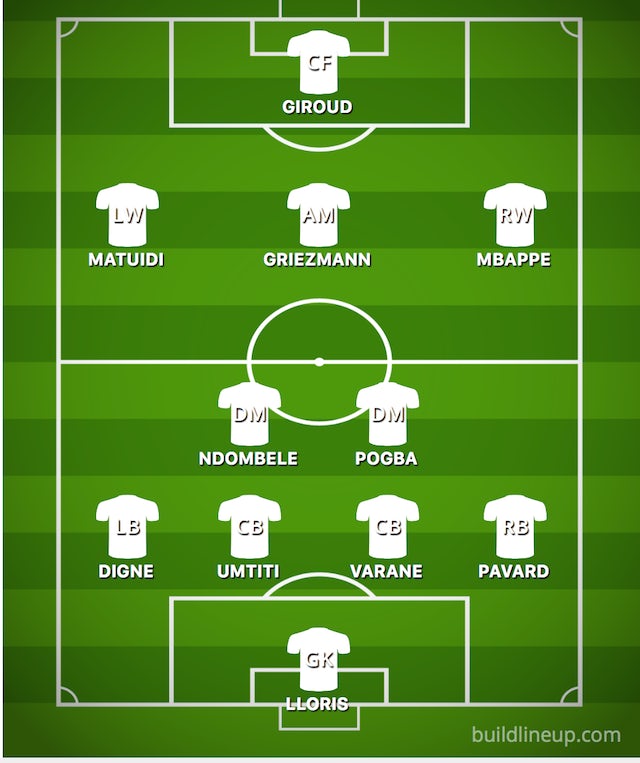 CF
GIROUD
LW AM RW
MATUIDI GRIEZMANN MBAPPE
DM DM
NDOMBELE POGBA
LB CB CB RB
DIGNE UMTITI VARANE PAVARD
GK
LLORIS
buildlineup.com